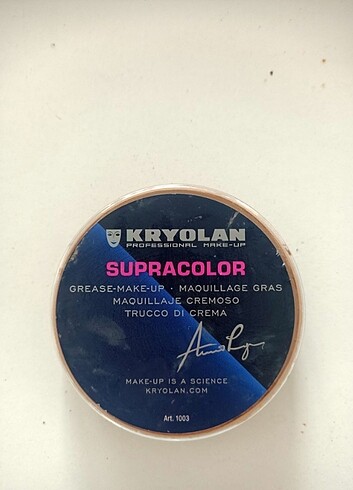 KRYOLAN
PROFESSIONAL MAKE-UP
SUPRACOLOR
GREASE-MAKE-UP · MAQUILLAGE GRAS
MAQUILLAJE CREMOSO
TRUCCO DI CREMA
MAKE-UP IS A SCIENCE
KRYOLAN.COM
Art. 1003